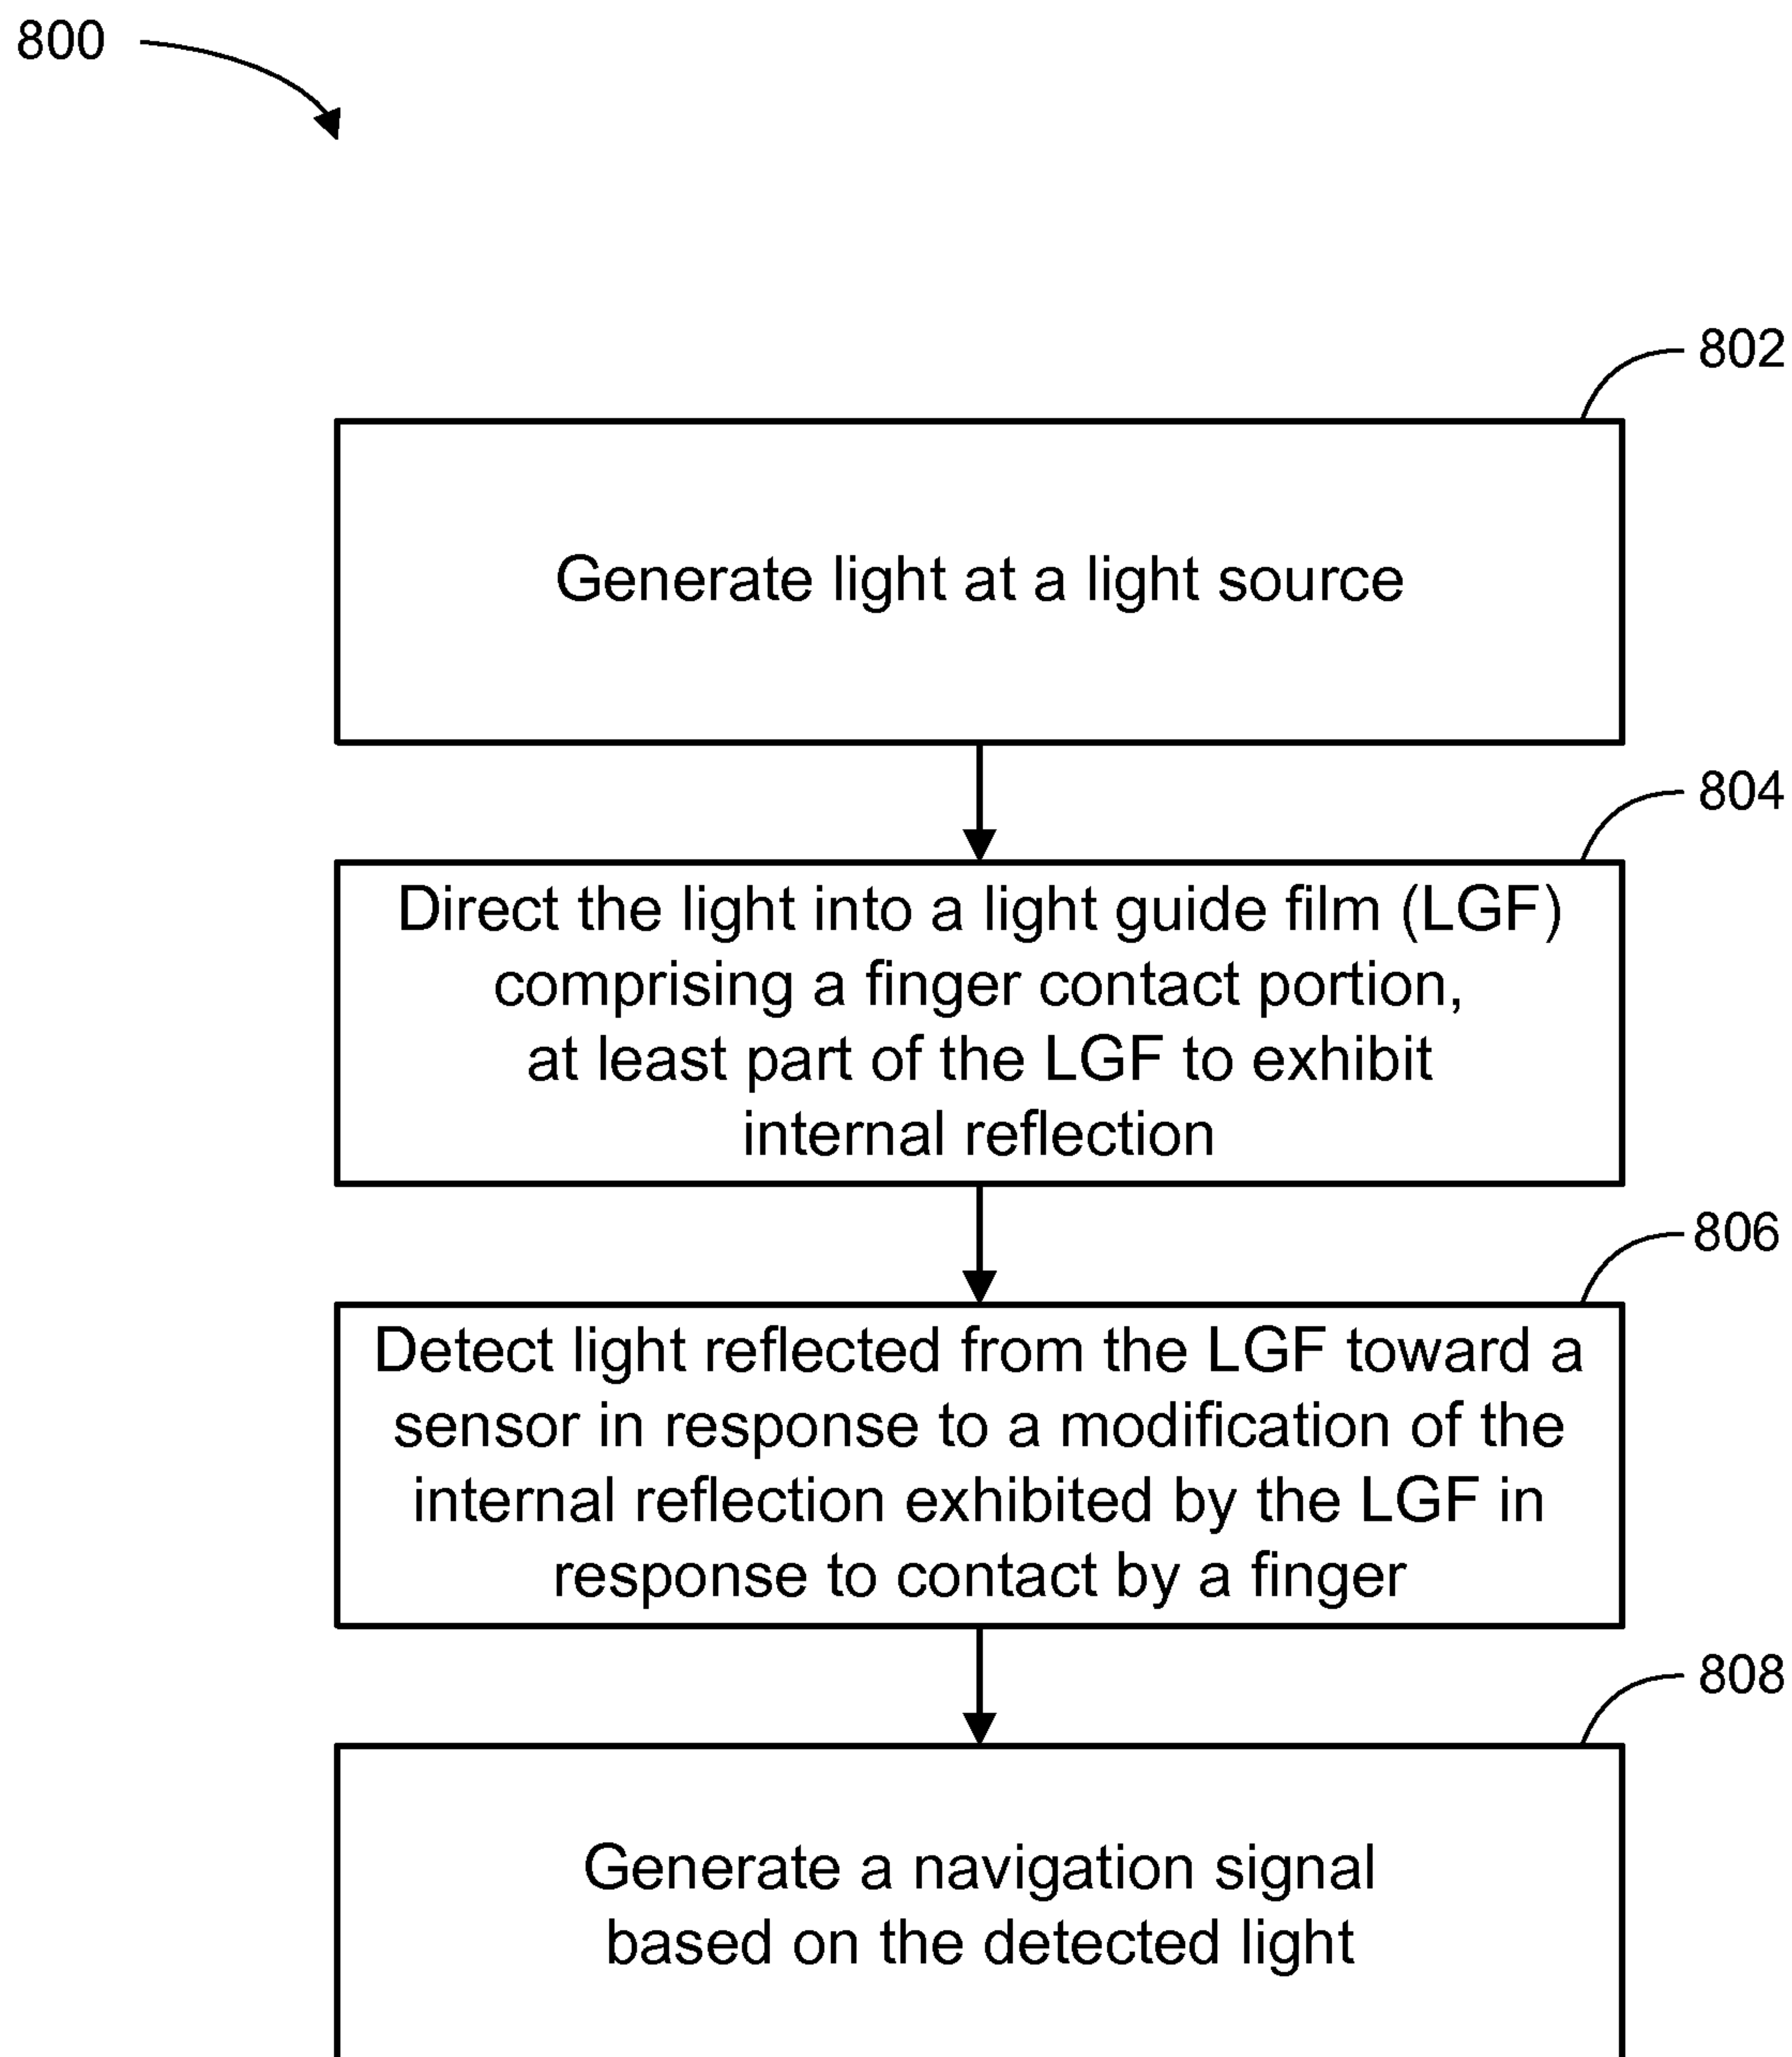 800
802
Generate light at a light source
804
Direct the light into a light guide film (LGF)
comprising a finger contact portion,
at least part of the LGF to exhibit
internal reflection
806
Detect light reflected from the LGF toward a
sensor in response to a modification of the
internal reflection exhibited by the LGF in
response to contact by a finger
808
Generate a navigation signal
based on the detected light